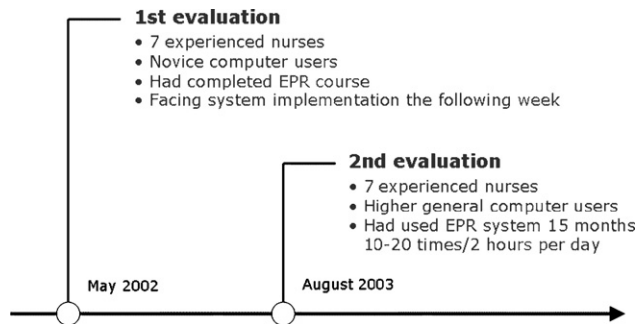 1st evaluation
• 7 experienced nurses
• Novice computer users
• Had completed EPR course
• Facing system implementation the following week
2nd evaluation
• 7 experienced nurses
• Higher general computer users
• Had used EPR system 15 months
10-20 times/2 hours per day
May 2002
August 2003